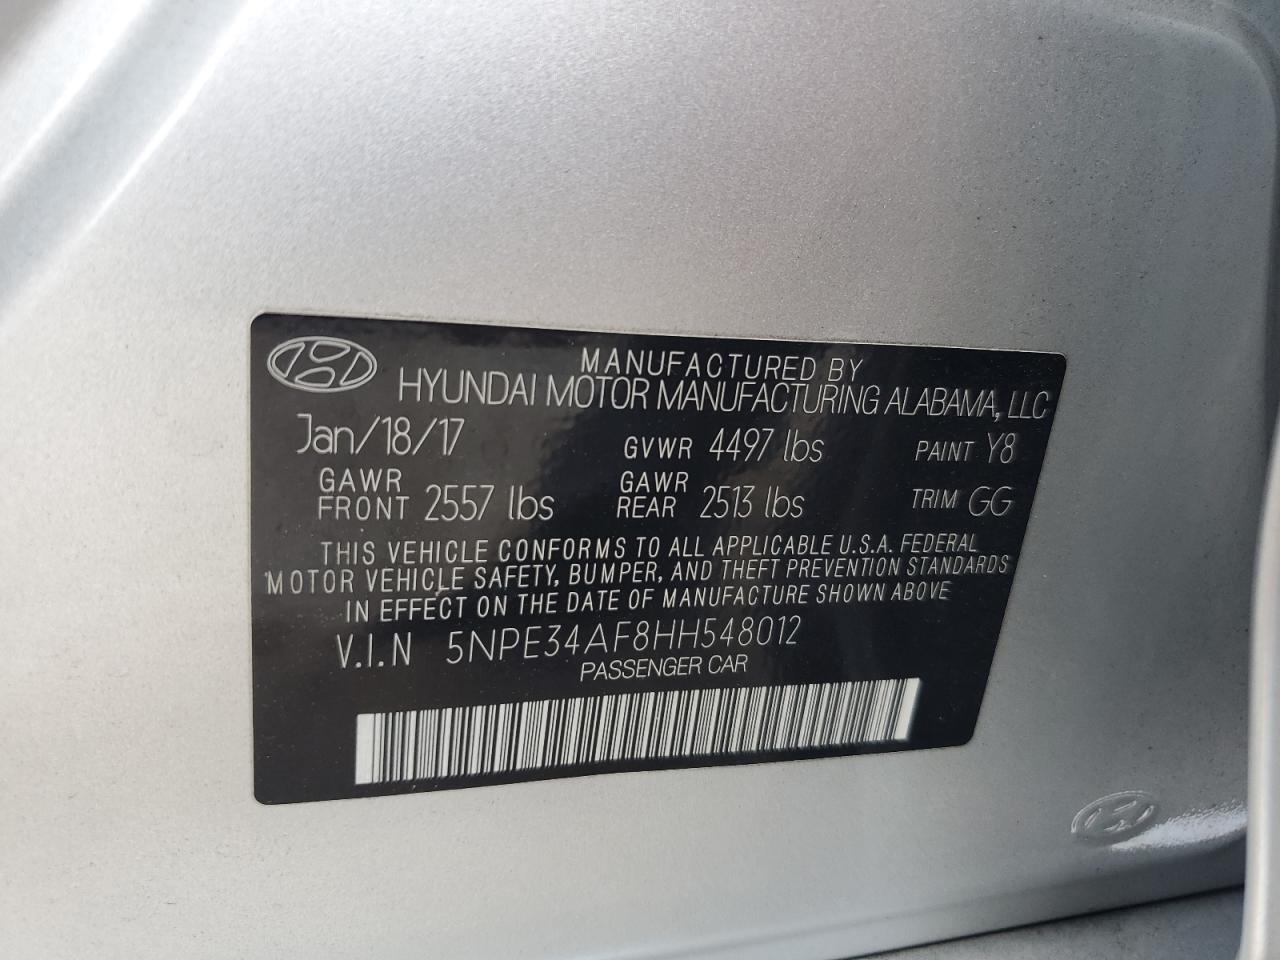 MANUFACTURED BY
HYUNDAI MOTOR MANUFACTURING ALABAMA, LLC
Jan/18/17 GVWR 4497 lbs PAINT Y8
GAWR FRONT 2557 lbs GAWR REAR 2513 lbs TRIM GG
THIS VEHICLE CONFORMS TO ALL APPLICABLE U.S.A. FEDERAL
MOTOR VEHICLE SAFETY, BUMPER, AND THEFT PREVENTION STANDARDS
IN EFFECT ON THE DATE OF MANUFACTURE SHOWN ABOVE
V.I.N 5NPE34AF8HH548012
PASSENGER CAR